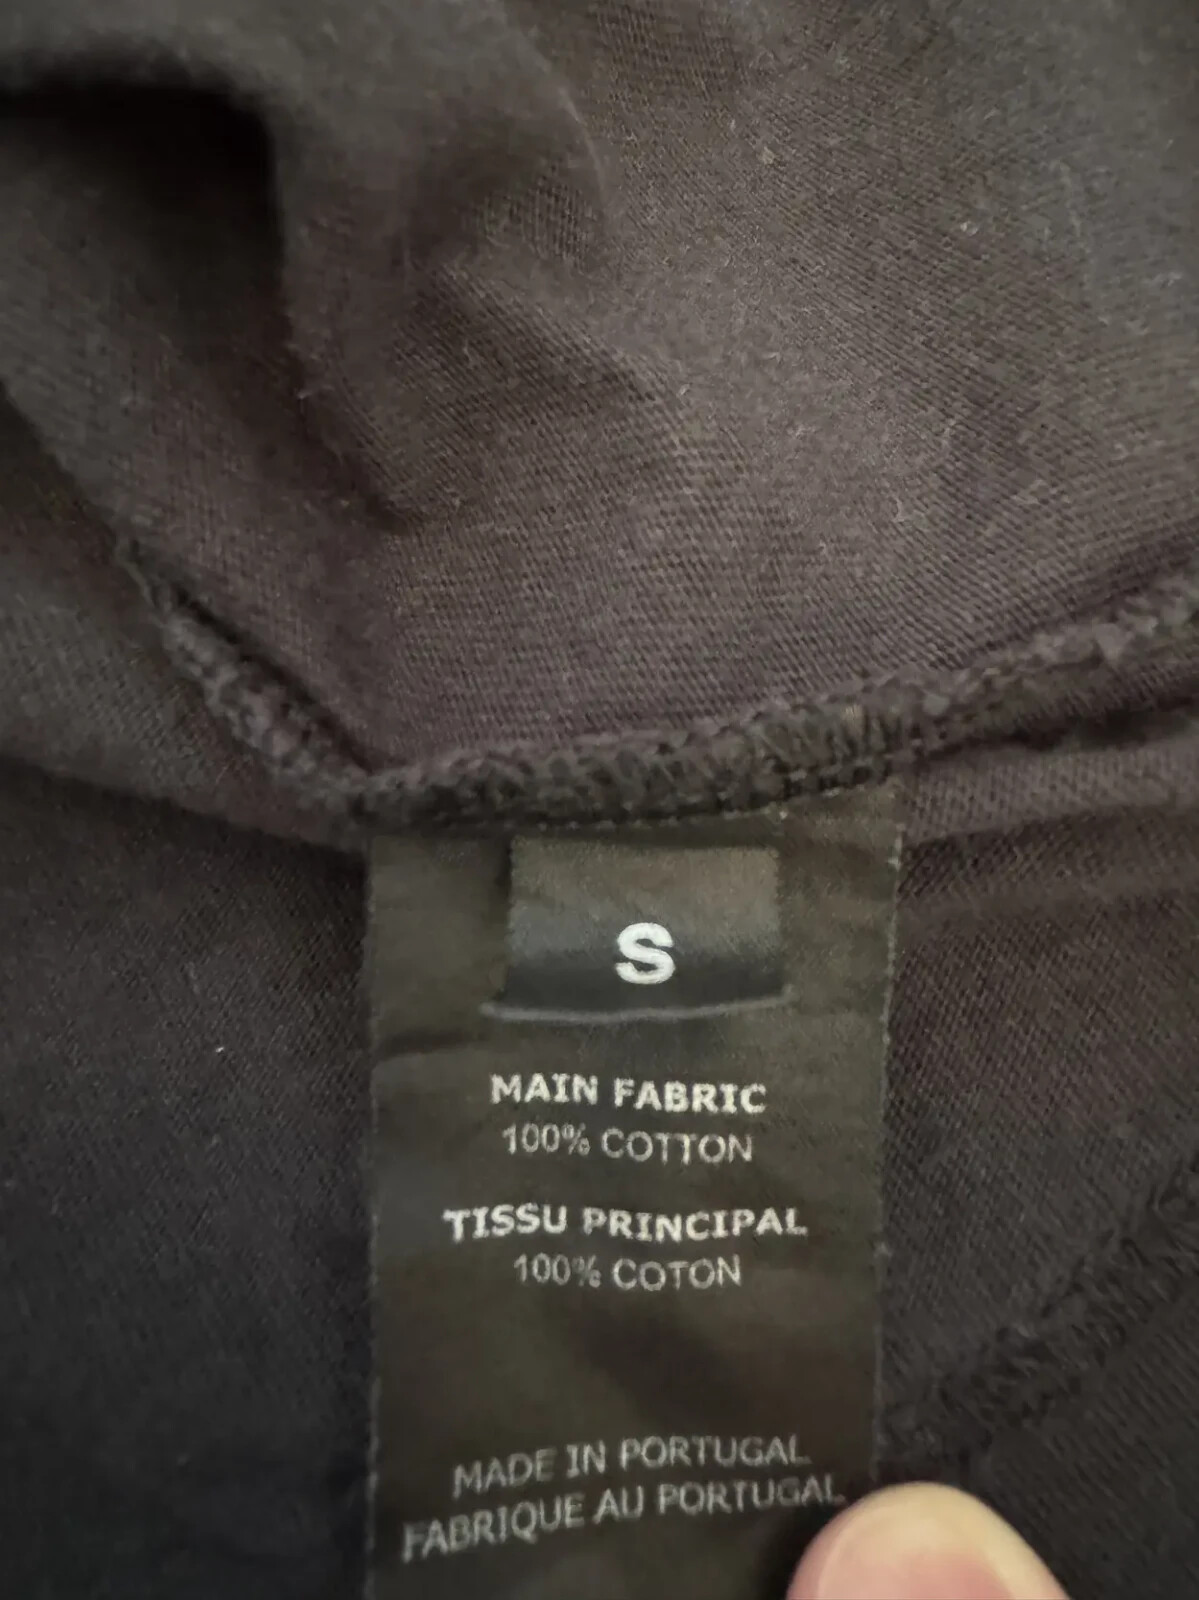 S
MAIN FABRIC
100% COTTON
TISSU PRINCIPAL
100% COTON
MADE IN PORTUGAL
FABRIQUE AU PORTUGAL